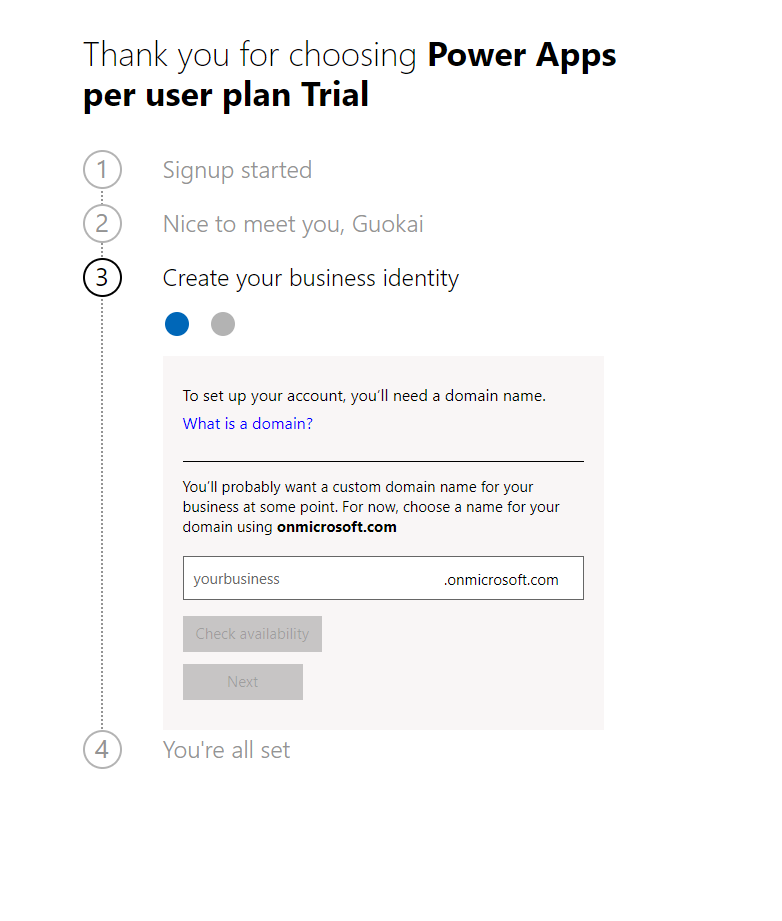 Thank you for choosing Power Apps
per user plan Trial
1 Signup started
2 Nice to meet you, Guokai
3 Create your business identity
To set up your account, you'll need a domain name.
What is a domain?
You'll probably want a custom domain name for your
business at some point. For now, choose a name for your
domain using onmicrosoft.com
yourbusiness .onmicrosoft.com
Check availability
Next
4 You're all set